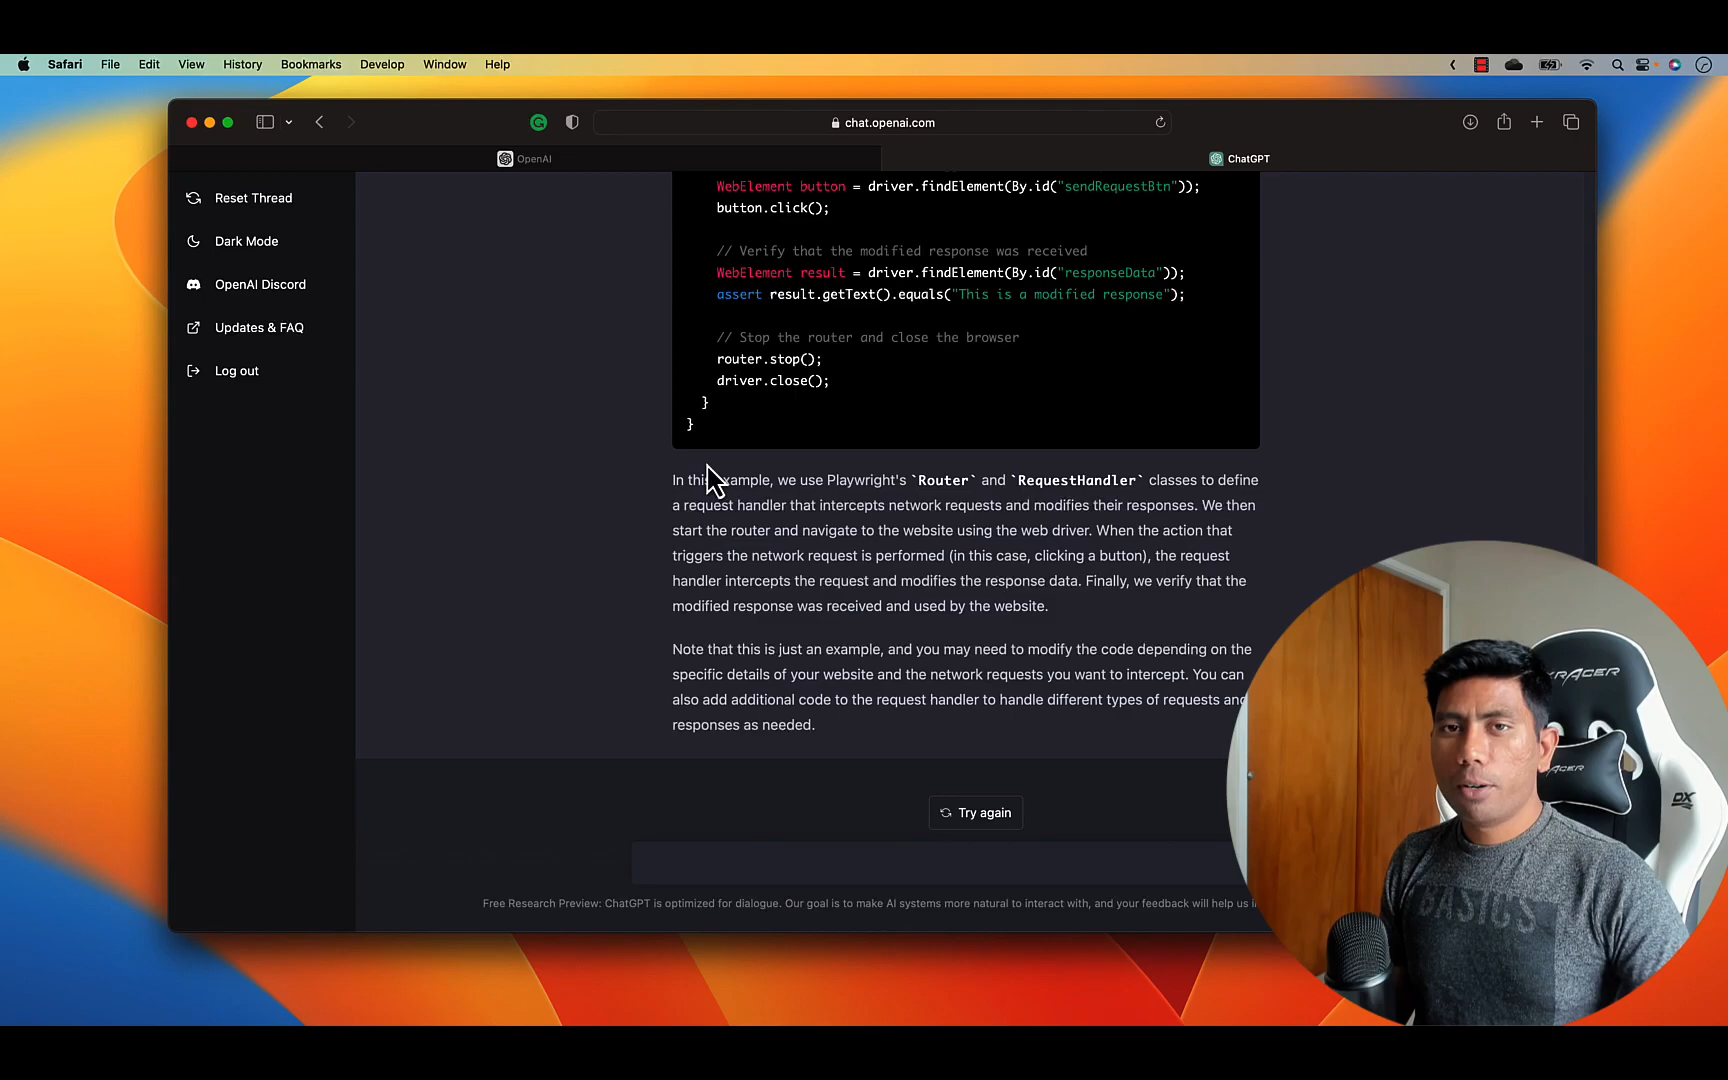 Safari File Edit View History Bookmarks Develop Window Help
chat.openai.com
OpenAI
ChatGPT
Reset Thread
Dark Mode
OpenAI Discord
Updates & FAQ
Log out
WebElement button = driver.findElement(By.id("sendRequestBtn"));
button.click();
// Verify that the modified response was received
WebElement result = driver.findElement(By.id("responseData"));
assert result.getText().equals("This is a modified response");
// Stop the router and close the browser
router.stop();
driver.close();
}
}
In this example, we use Playwright's `Router` and `RequestHandler` classes to define
a request handler that intercepts network requests and modifies their responses. We then
start the router and navigate to the website using the web driver. When the action that
triggers the network request is performed (in this case, clicking a button), the request
handler intercepts the request and modifies the response data. Finally, we verify that the
modified response was received and used by the website.
Note that this is just an example, and you may need to modify the code depending on the
specific details of your website and the network requests you want to intercept. You can
also add additional code to the request handler to handle different types of requests and
responses as needed.
Try again
Free Research Preview: ChatGPT is optimized for dialogue. Our goal is to make AI systems more natural to interact with, and your feedback will help us
BASICS
DX